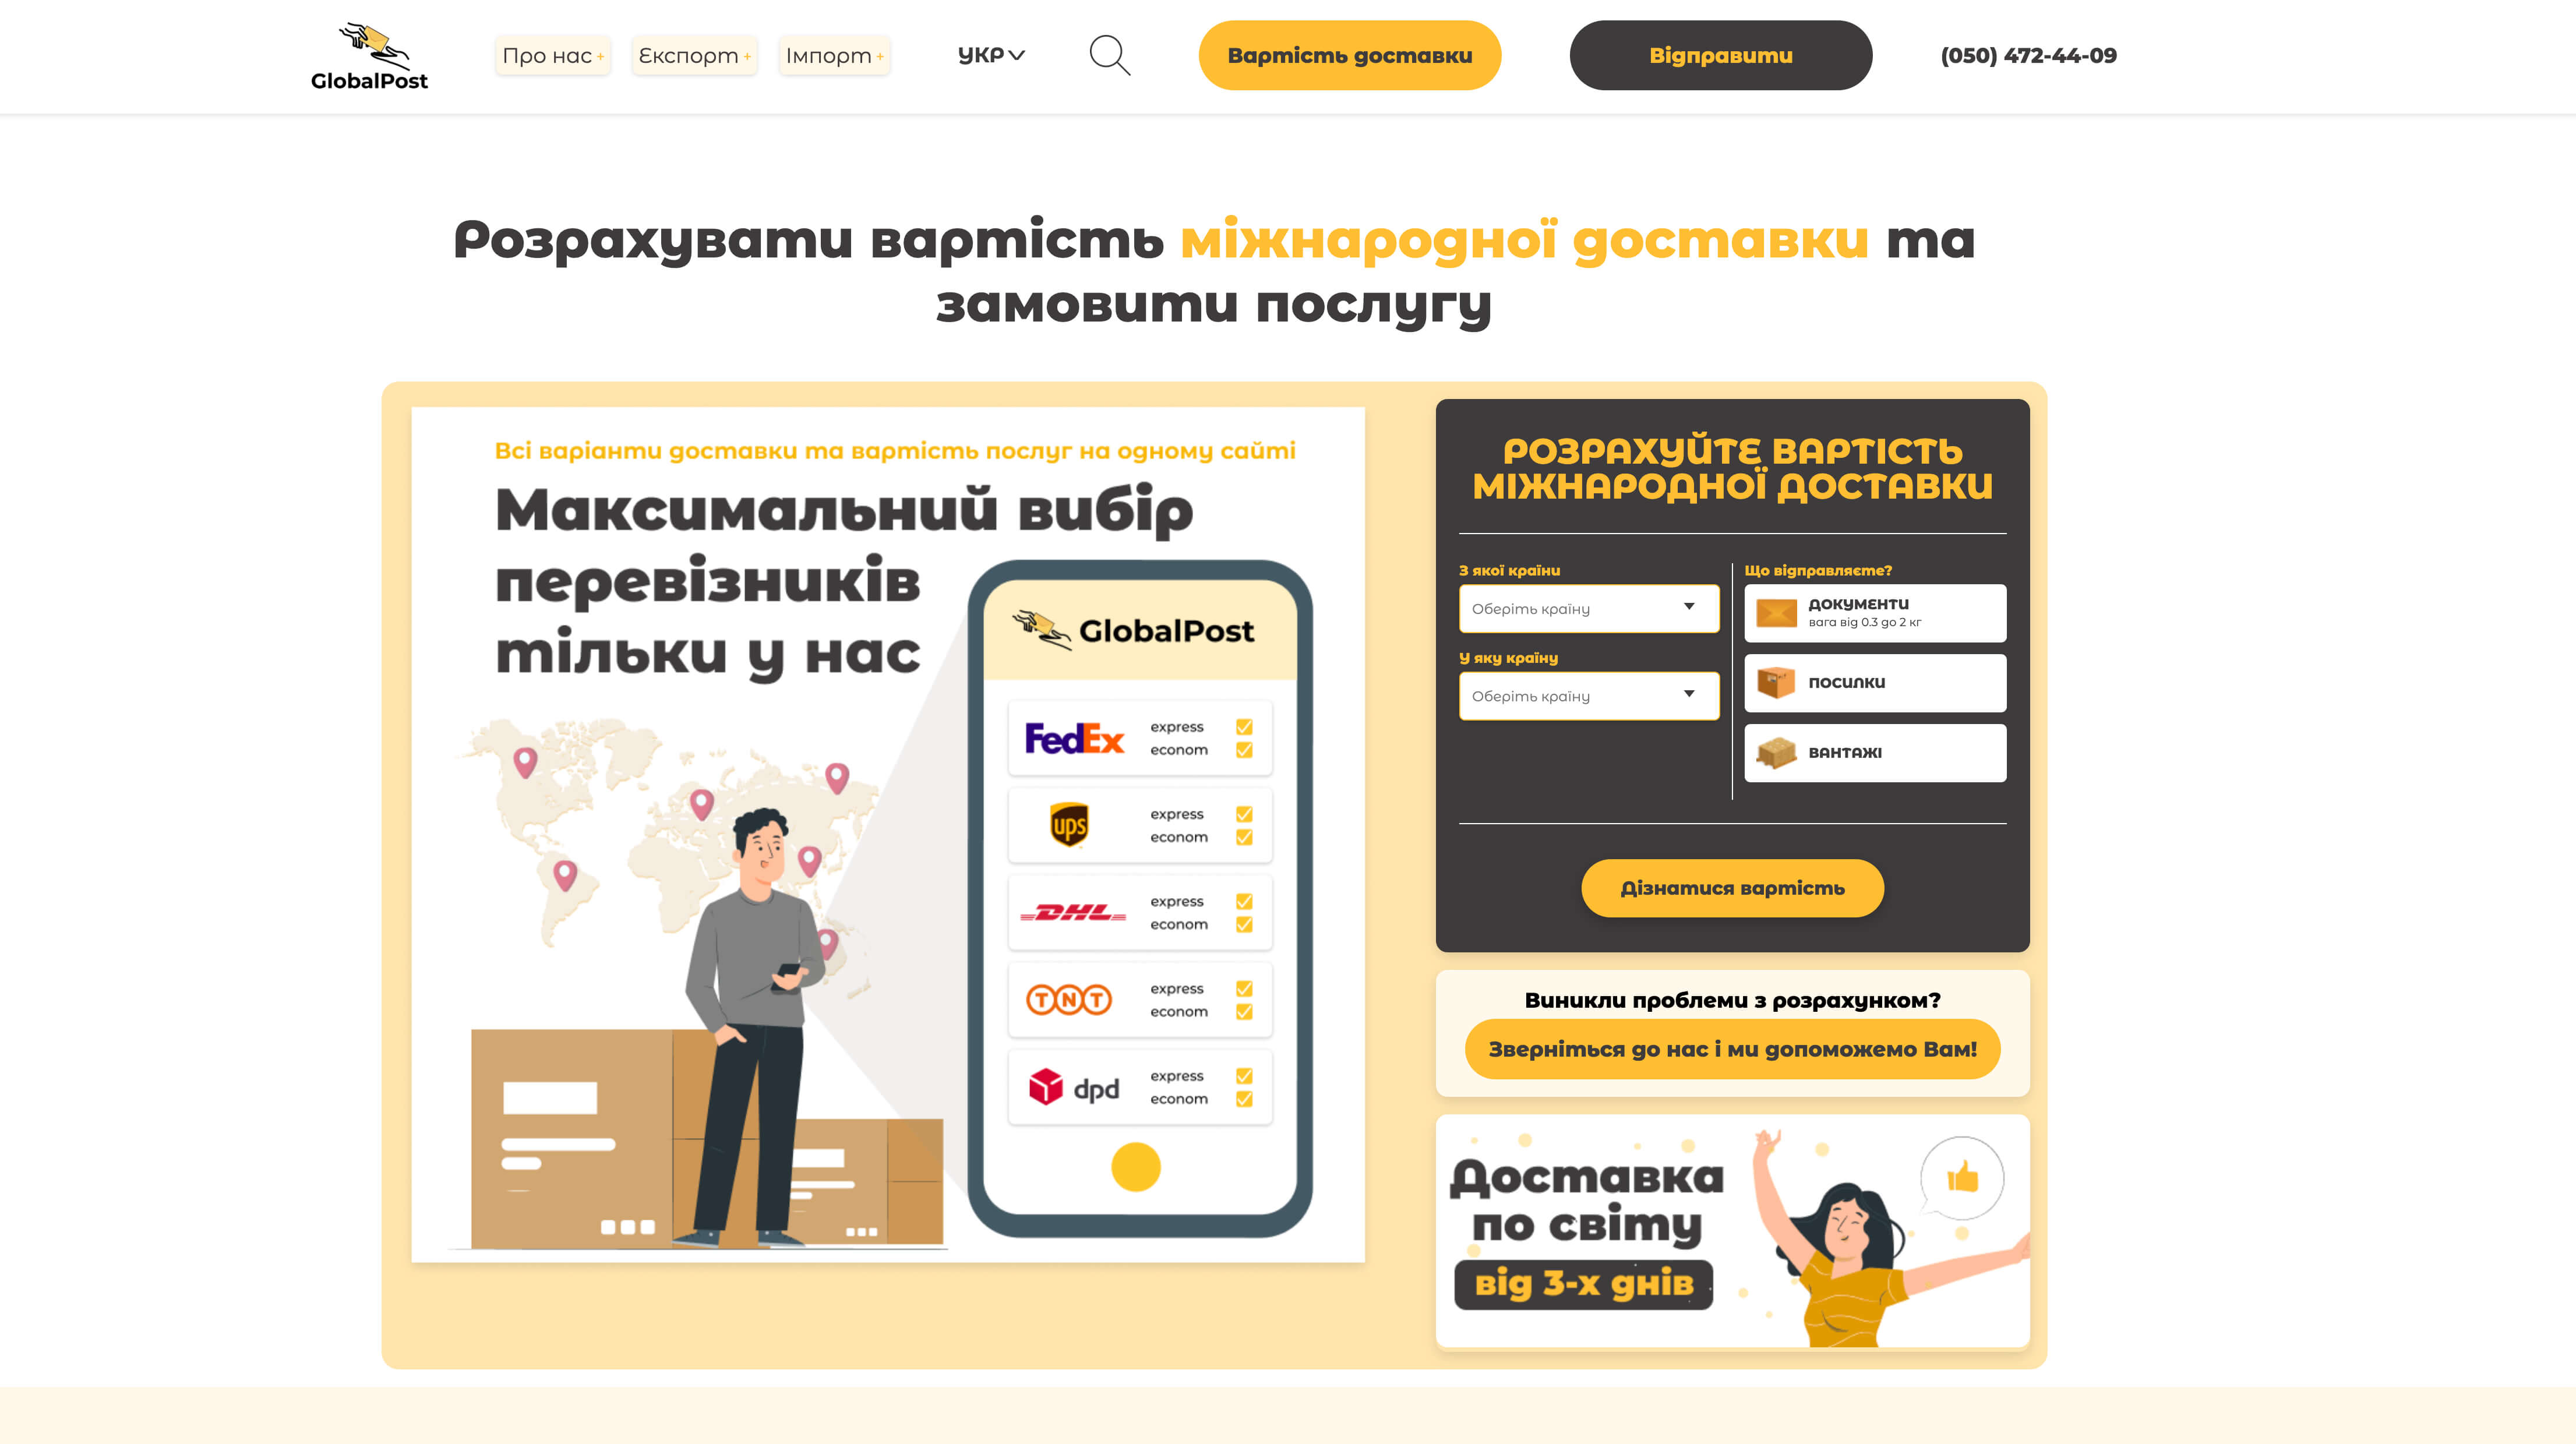 GlobalPost
Про нас +
Експорт +
Імпорт +
УКР
Вартість доставки
Відправити
(050) 472-44-09
Розрахувати вартість міжнародної доставки та
замовити послугу
Всі варіанти доставки та вартість послуг на одному сайті
Максимальний вибір
перевізників
тільки у нас
GlobalPost
FedEx
express
econom
ups
express
econom
DHL
express
econom
TNT
express
econom
dpd
express
econom
РОЗРАХУЙТЕ ВАРТІСТЬ
МІЖНАРОДНОЇ ДОСТАВКИ
З якої країни
Оберіть країну
У яку країну
Оберіть країну
Що відправляєте?
ДОКУМЕНТИ
вага від 0.3 до 2 кг
ПОСИЛКИ
ВАНТАЖІ
Дізнатися вартість
Виникли проблеми з розрахунком?
Зверніться до нас і ми допоможемо Вам!
Доставка
по світу
від 3-х днів